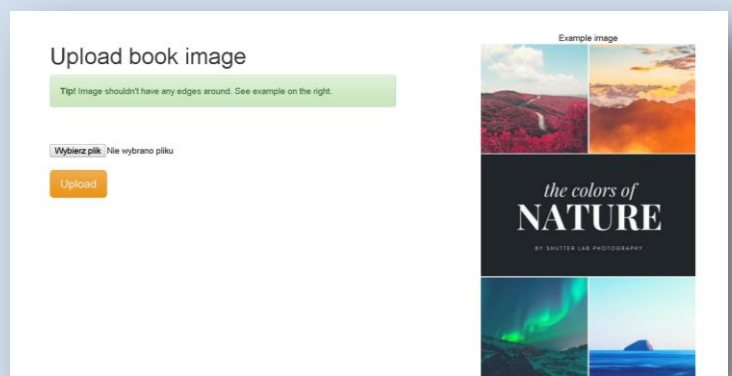 Upload book image
Tip! Image shouldn't have any edges around. See example on the right.
Wybierz plik Nie wybrano pliku
Upload
Example image
the colors of
NATURE
BY SHUTTER LAB PHOTOGRAPHY